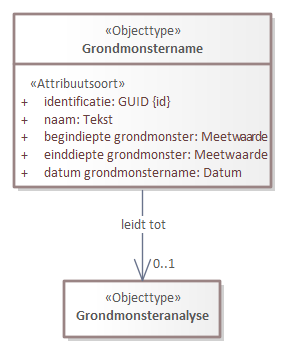 «Objecttype»
Grondmonstername
«Attribuutsoort»
+ identificatie: GUID {id}
+ naam: Tekst
+ begindiepte grondmonster: Meetwaarde
+ einddiepte grondmonster: Meetwaarde
+ datum grondmonstername: Datum
leidt tot
0..1
«Objecttype»
Grondmonsteranalyse